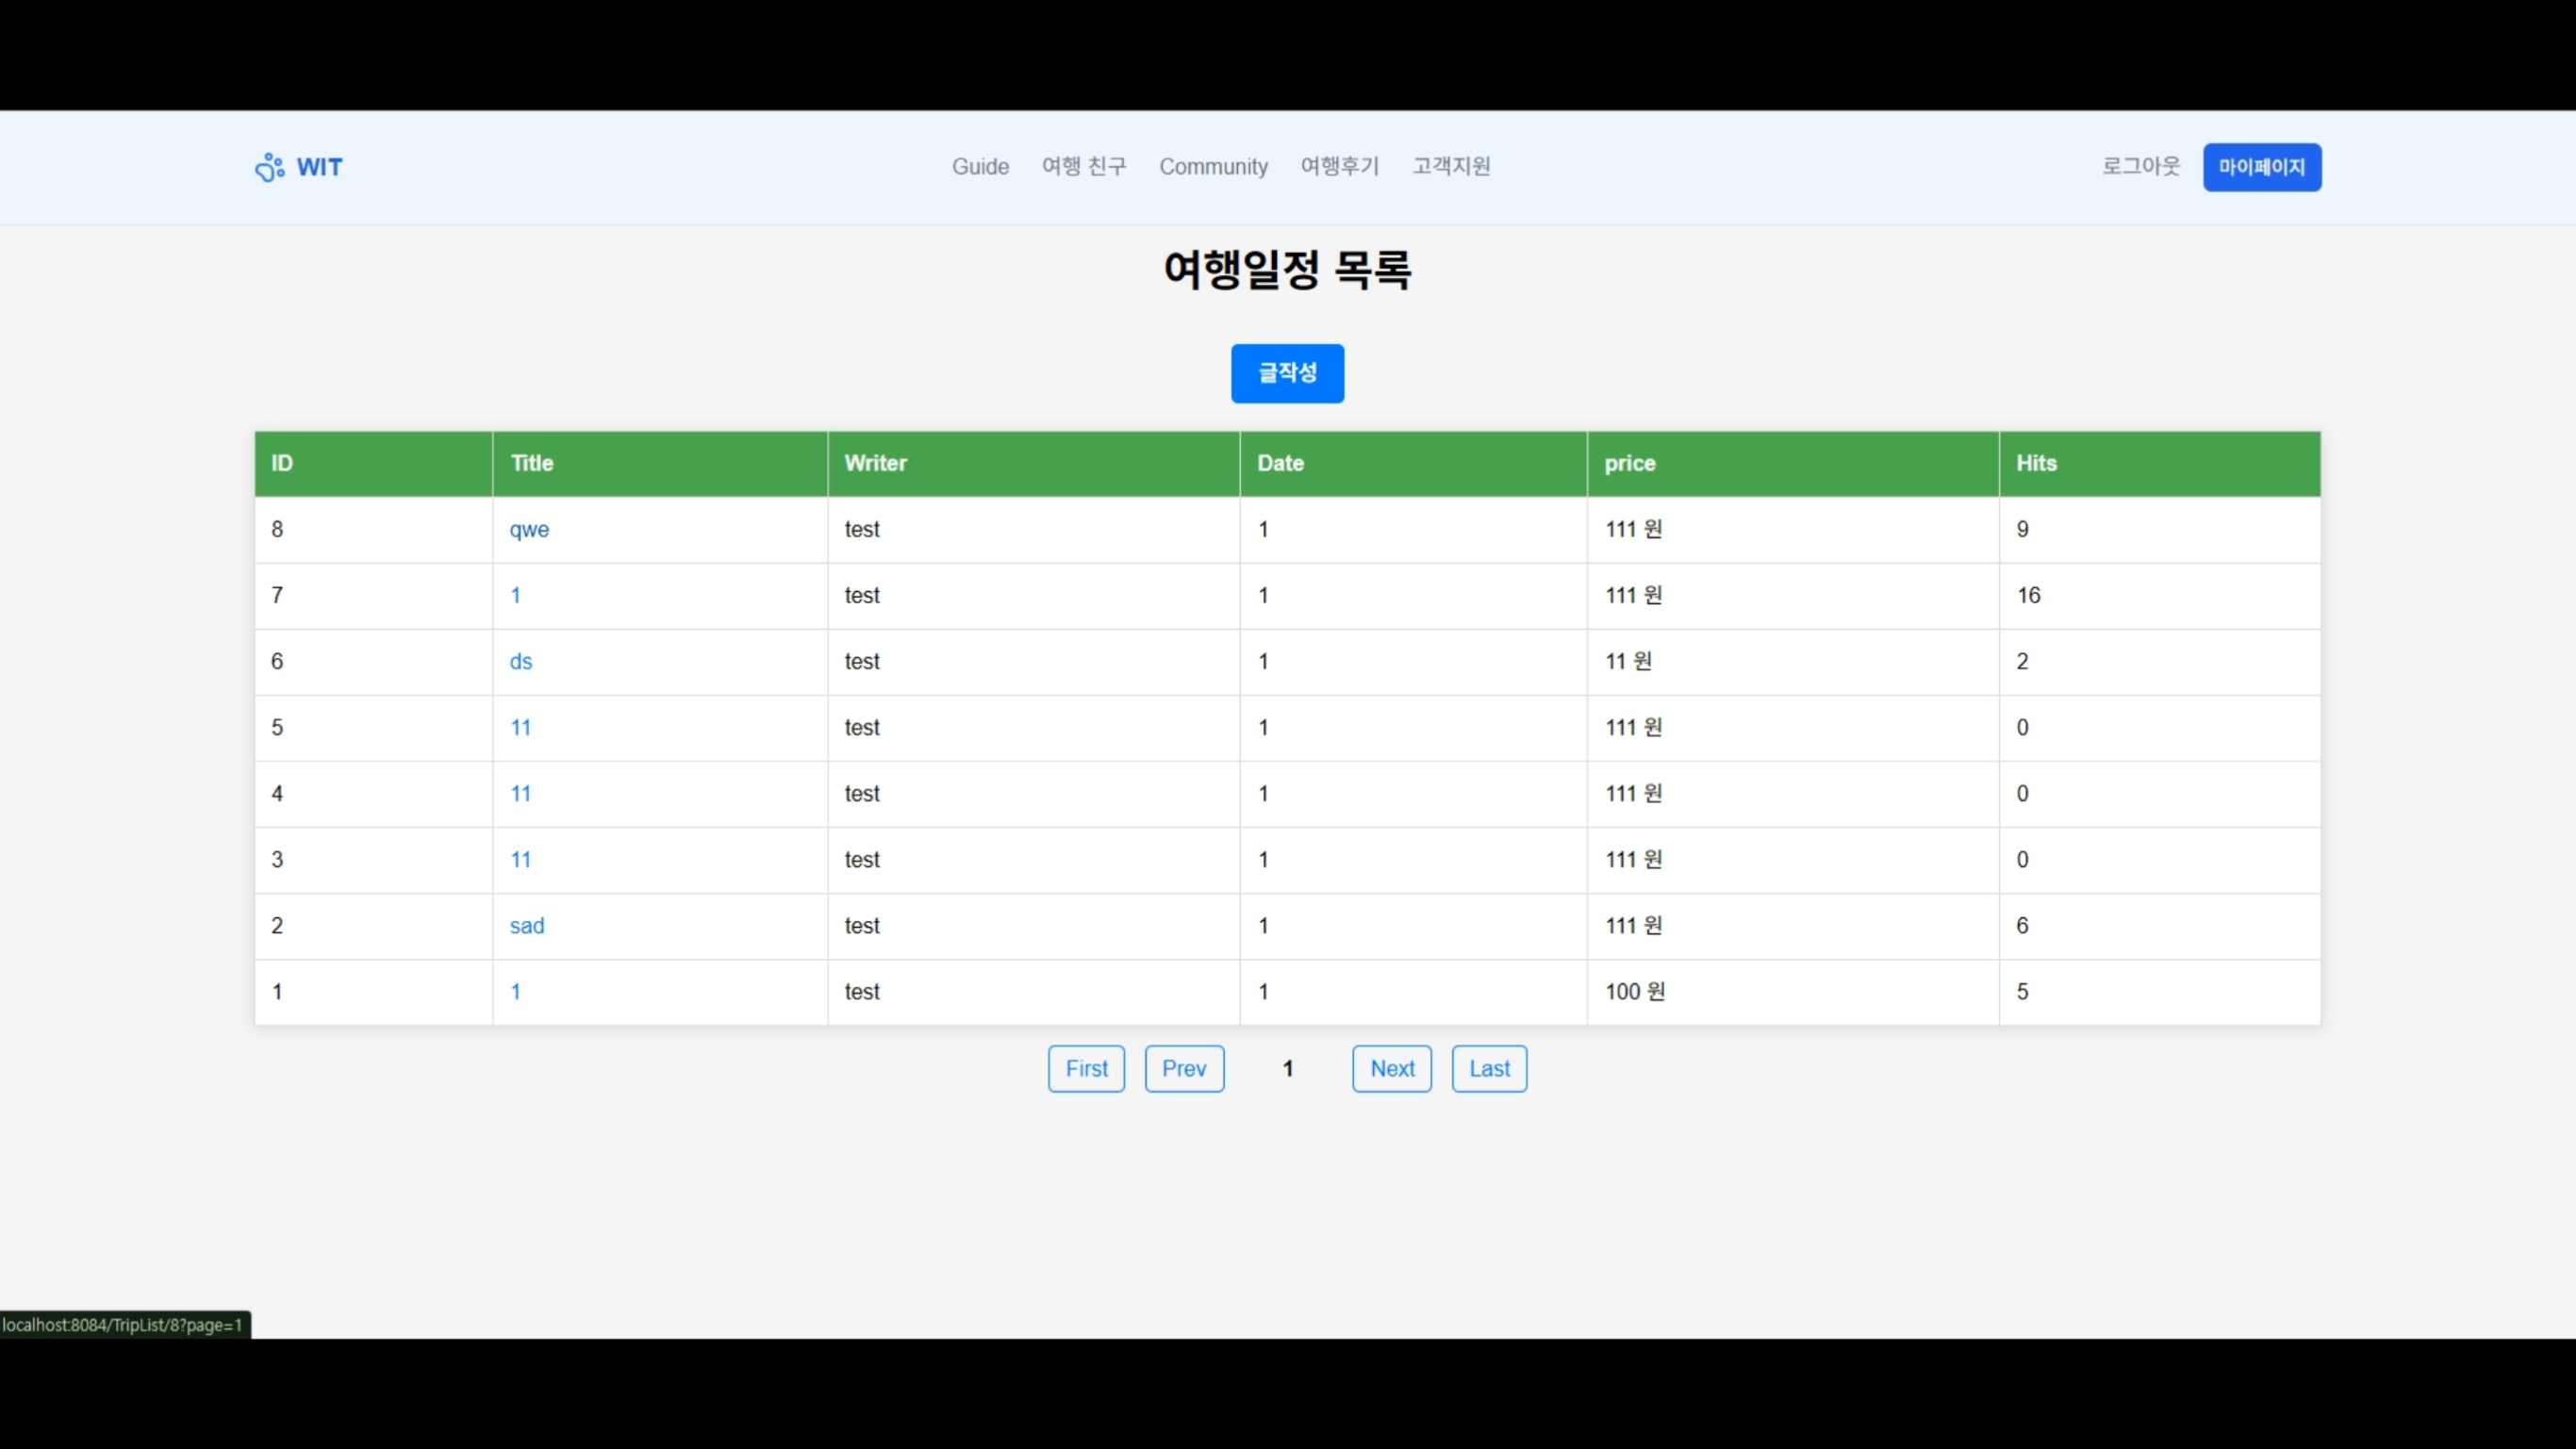 WIT Guide 여행 친구 Community 여행후기 고객지원 로그아웃 마이페이지
여행일정 목록
글작성
ID Title Writer Date price Hits
8 qwe test 1 111 원 9
7 1 test 1 111 원 16
6 ds test 1 11 원 2
5 11 test 1 111 원 0
4 11 test 1 111 원 0
3 11 test 1 111 원 0
2 sad test 1 111 원 6
1 1 test 1 100 원 5
First Prev 1 Next Last
localhost:8084/TripList/8?page=1